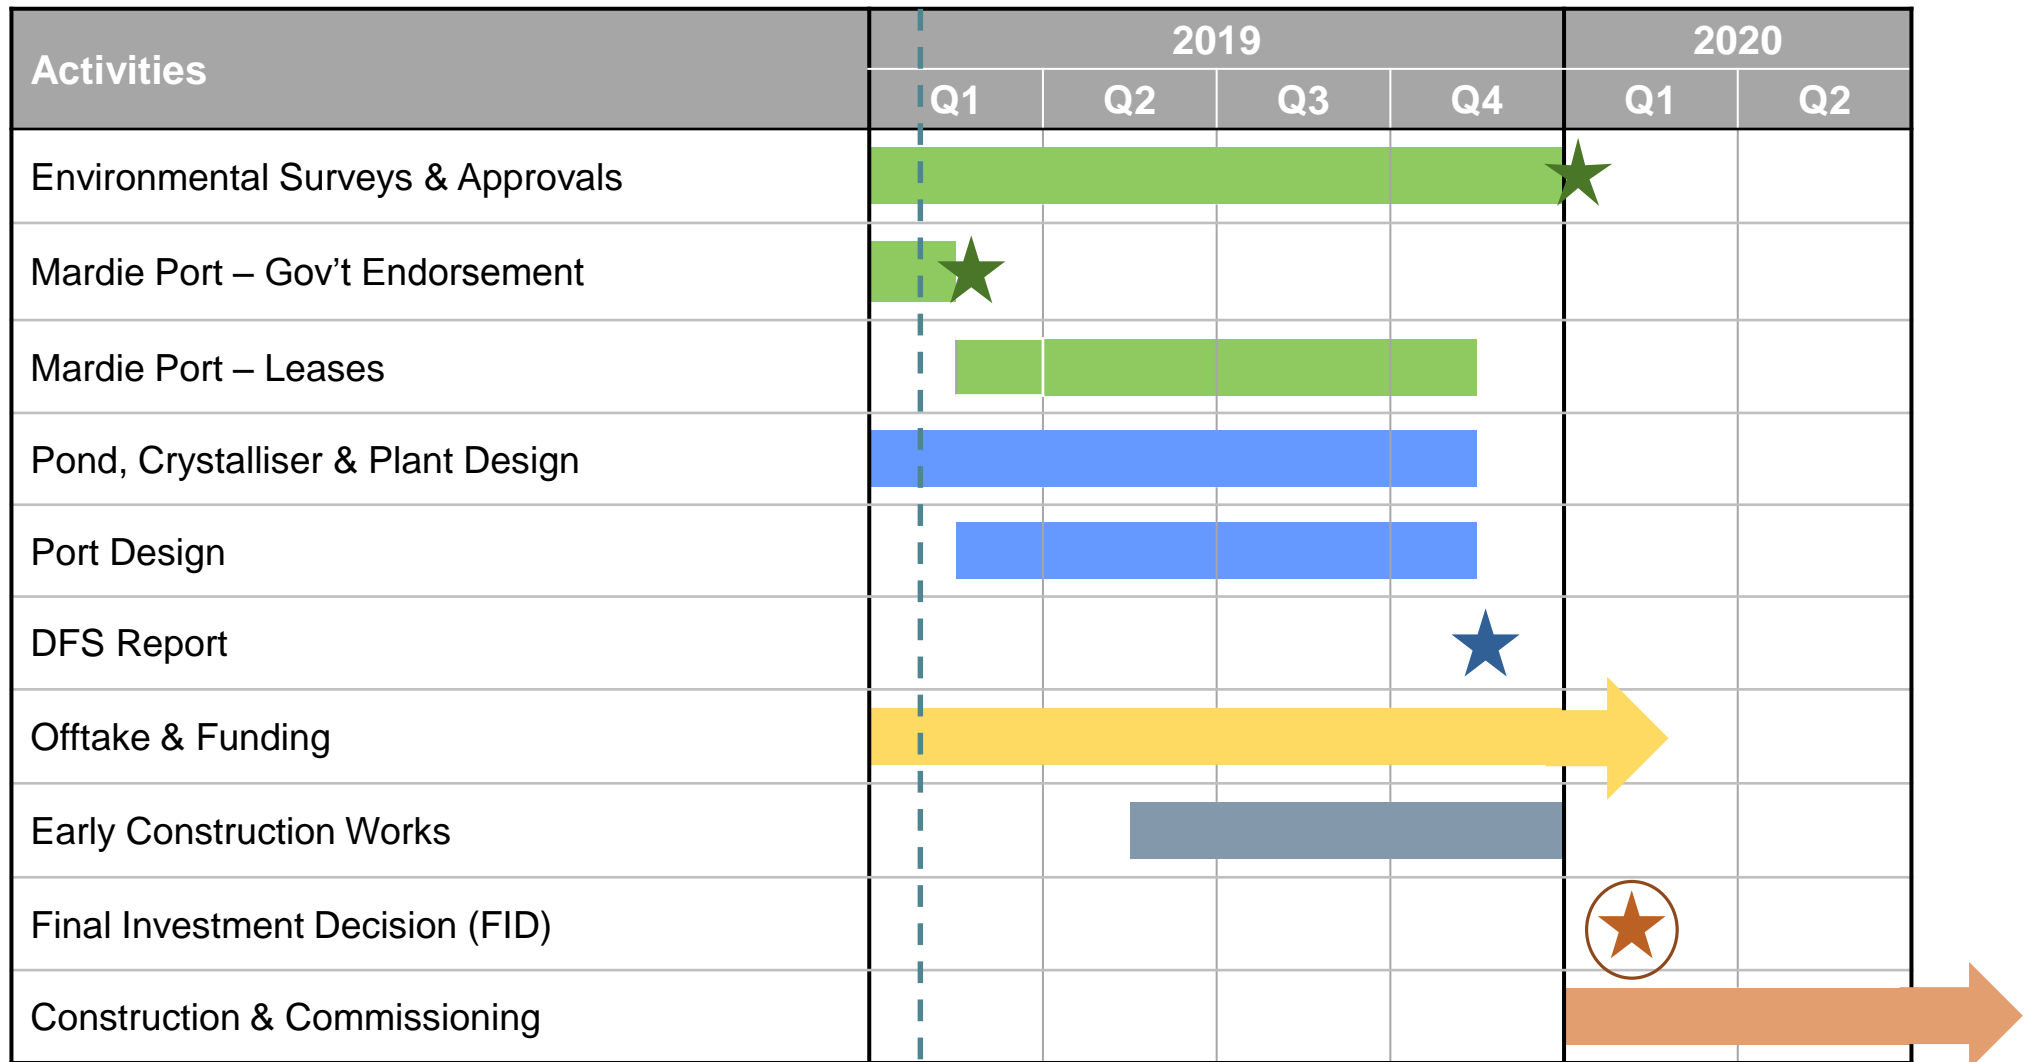 Activities
2019
2020
Q1
Q2
Q3
Q4
Q1
Q2
Environmental Surveys & Approvals
Mardie Port – Gov’t Endorsement
Mardie Port – Leases
Pond, Crystalliser & Plant Design
Port Design
DFS Report
Offtake & Funding
Early Construction Works
Final Investment Decision (FID)
Construction & Commissioning